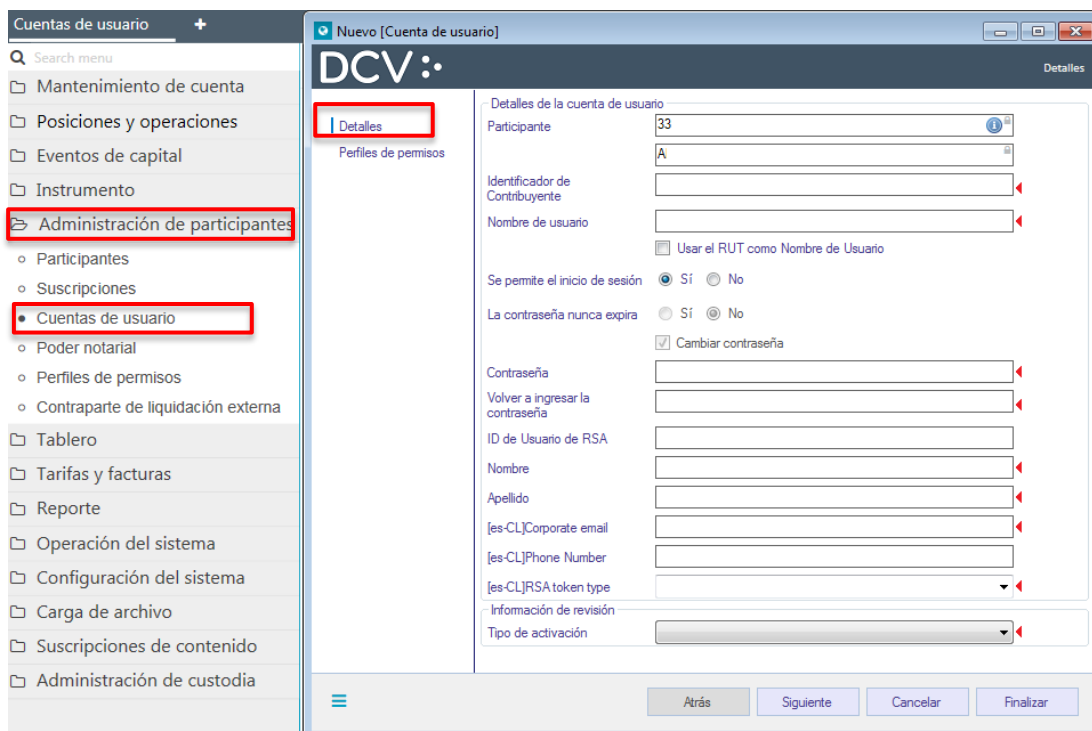 Cuentas de usuario +
Search menu
Mantenimiento de cuenta
Posiciones y operaciones
Eventos de capital
Instrumento
Administración de participantes
Participantes
Suscripciones
Cuentas de usuario
Poder notarial
Perfiles de permisos
Contraparte de liquidación externa
Tablero
Tarifas y facturas
Reporte
Operación del sistema
Configuración del sistema
Carga de archivo
Suscripciones de contenido
Administración de custodia
Nuevo [Cuenta de usuario]
DCV
Detalles
Detalles
Perfiles de permisos
Detalles de la cuenta de usuario
Participante 33
A
Identificador de
Contribuyente
Nombre de usuario
Usar el RUT como Nombre de Usuario
Se permite el inicio de sesión Sí No
La contraseña nunca expira Sí No
Cambiar contraseña
Contraseña
Volver a ingresar la
contraseña
ID de Usuario de RSA
Nombre
Apellido
[es-CL]Corporate email
[es-CL]Phone Number
[es-CL]RSA token type
Información de revisión
Tipo de activación
Atrás Siguiente Cancelar Finalizar